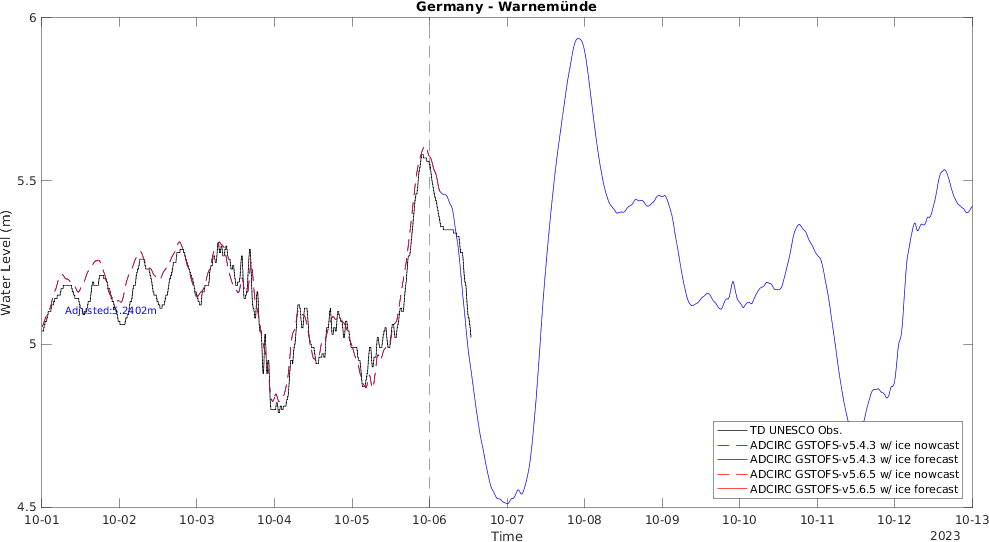 Germany - Warnemünde
6
5.5
5
4.5
Water Level (m)
Adjusted:5.2402m
TD UNESCO Obs.
ADCIRC GSTOFS-v5.4.3 w/ ice nowcast
ADCIRC GSTOFS-v5.4.3 w/ ice forecast
ADCIRC GSTOFS-v5.6.5 w/ ice nowcast
ADCIRC GSTOFS-v5.6.5 w/ ice forecast
10-01 10-02 10-03 10-04 10-05 10-06 10-07 10-08 10-09 10-10 10-11 10-12 10-13
Time
2023